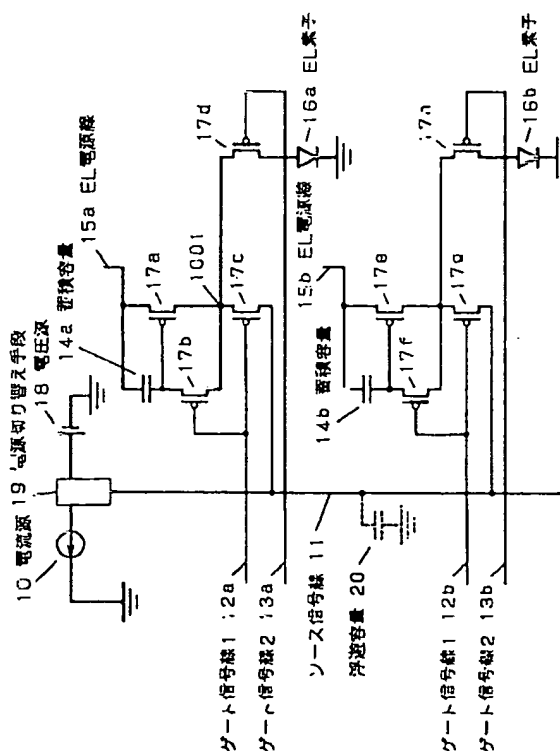 10 電流源
19 電源切り替え手段
18 電圧源
14a 蓄積容量
15a EL電源線
17a
17b
1001
17c
17d
16a EL素子
ゲート信号線1 12a
ゲート信号線2 13a
ソース信号線 11
浮遊容量 20
14b 蓄積容量
15b EL電源線
17e
17f
17g
17h
16b EL素子
ゲート信号線1 12b
ゲート信号線2 13b